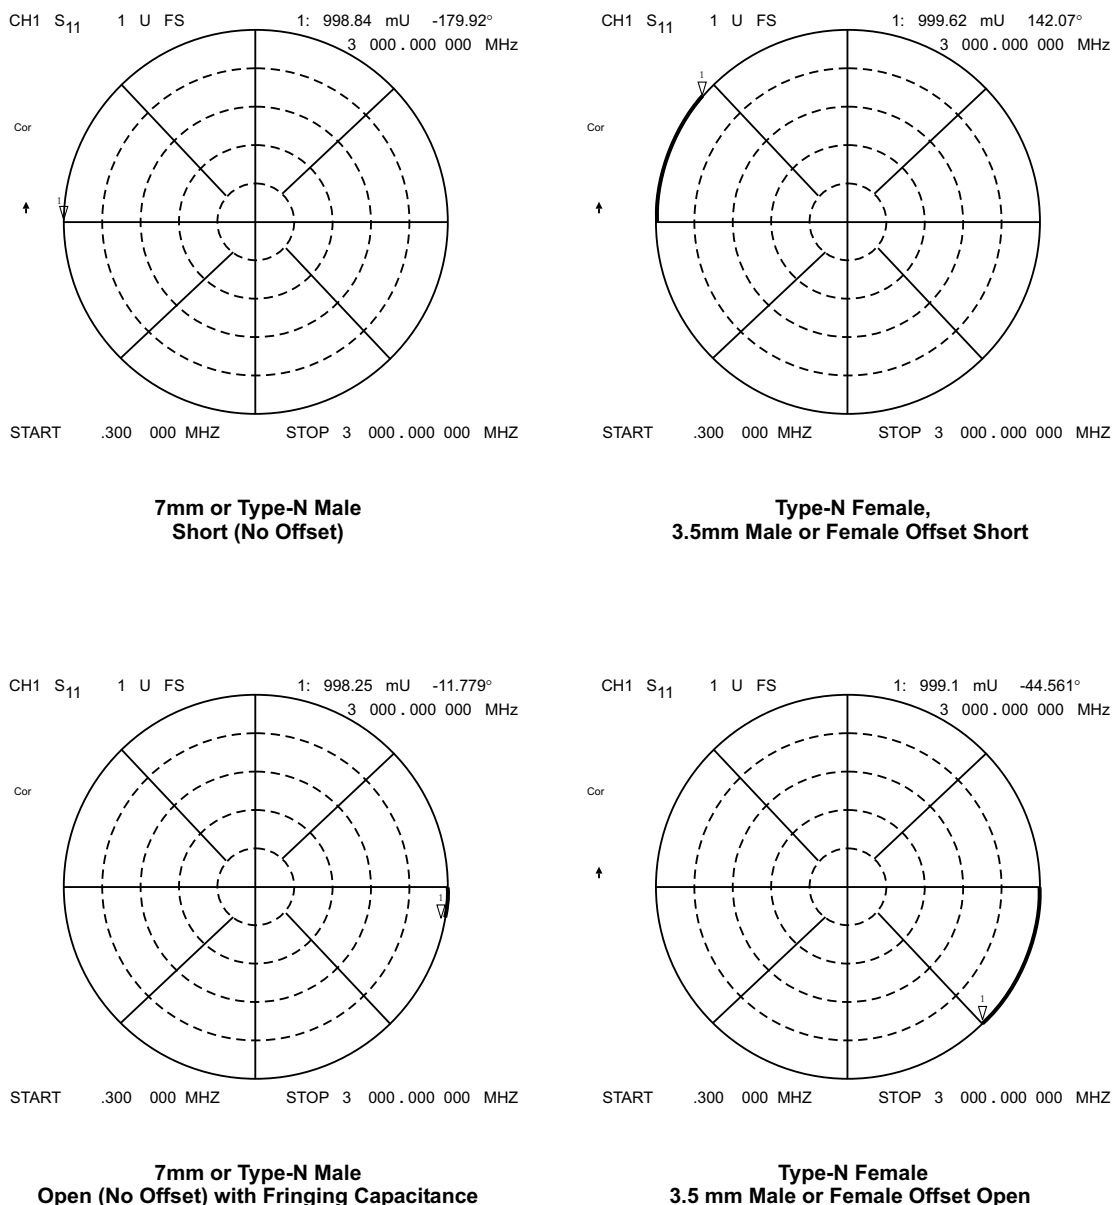 CH1 S11 1 U FS 1: 998.84 mU -179.92°
3 000.000 000 MHz
Cor
1
START .300 000 MHZ STOP 3 000.000 000 MHZ
7mm or Type-N Male
Short (No Offset)
CH1 S11 1 U FS 1: 999.62 mU 142.07°
3 000.000 000 MHz
1
Cor
START .300 000 MHZ STOP 3 000.000 000 MHZ
Type-N Female,
3.5mm Male or Female Offset Short
CH1 S11 1 U FS 1: 998.25 mU -11.779°
3 000.000 000 MHz
Cor
1
START .300 000 MHZ STOP 3 000.000 000 MHZ
7mm or Type-N Male
Open (No Offset) with Fringing Capacitance
CH1 S11 1 U FS 1: 999.1 mU -44.561°
3 000.000 000 MHz
Cor
1
START .300 000 MHZ STOP 3 000.000 000 MHZ
Type-N Female
3.5 mm Male or Female Offset Open